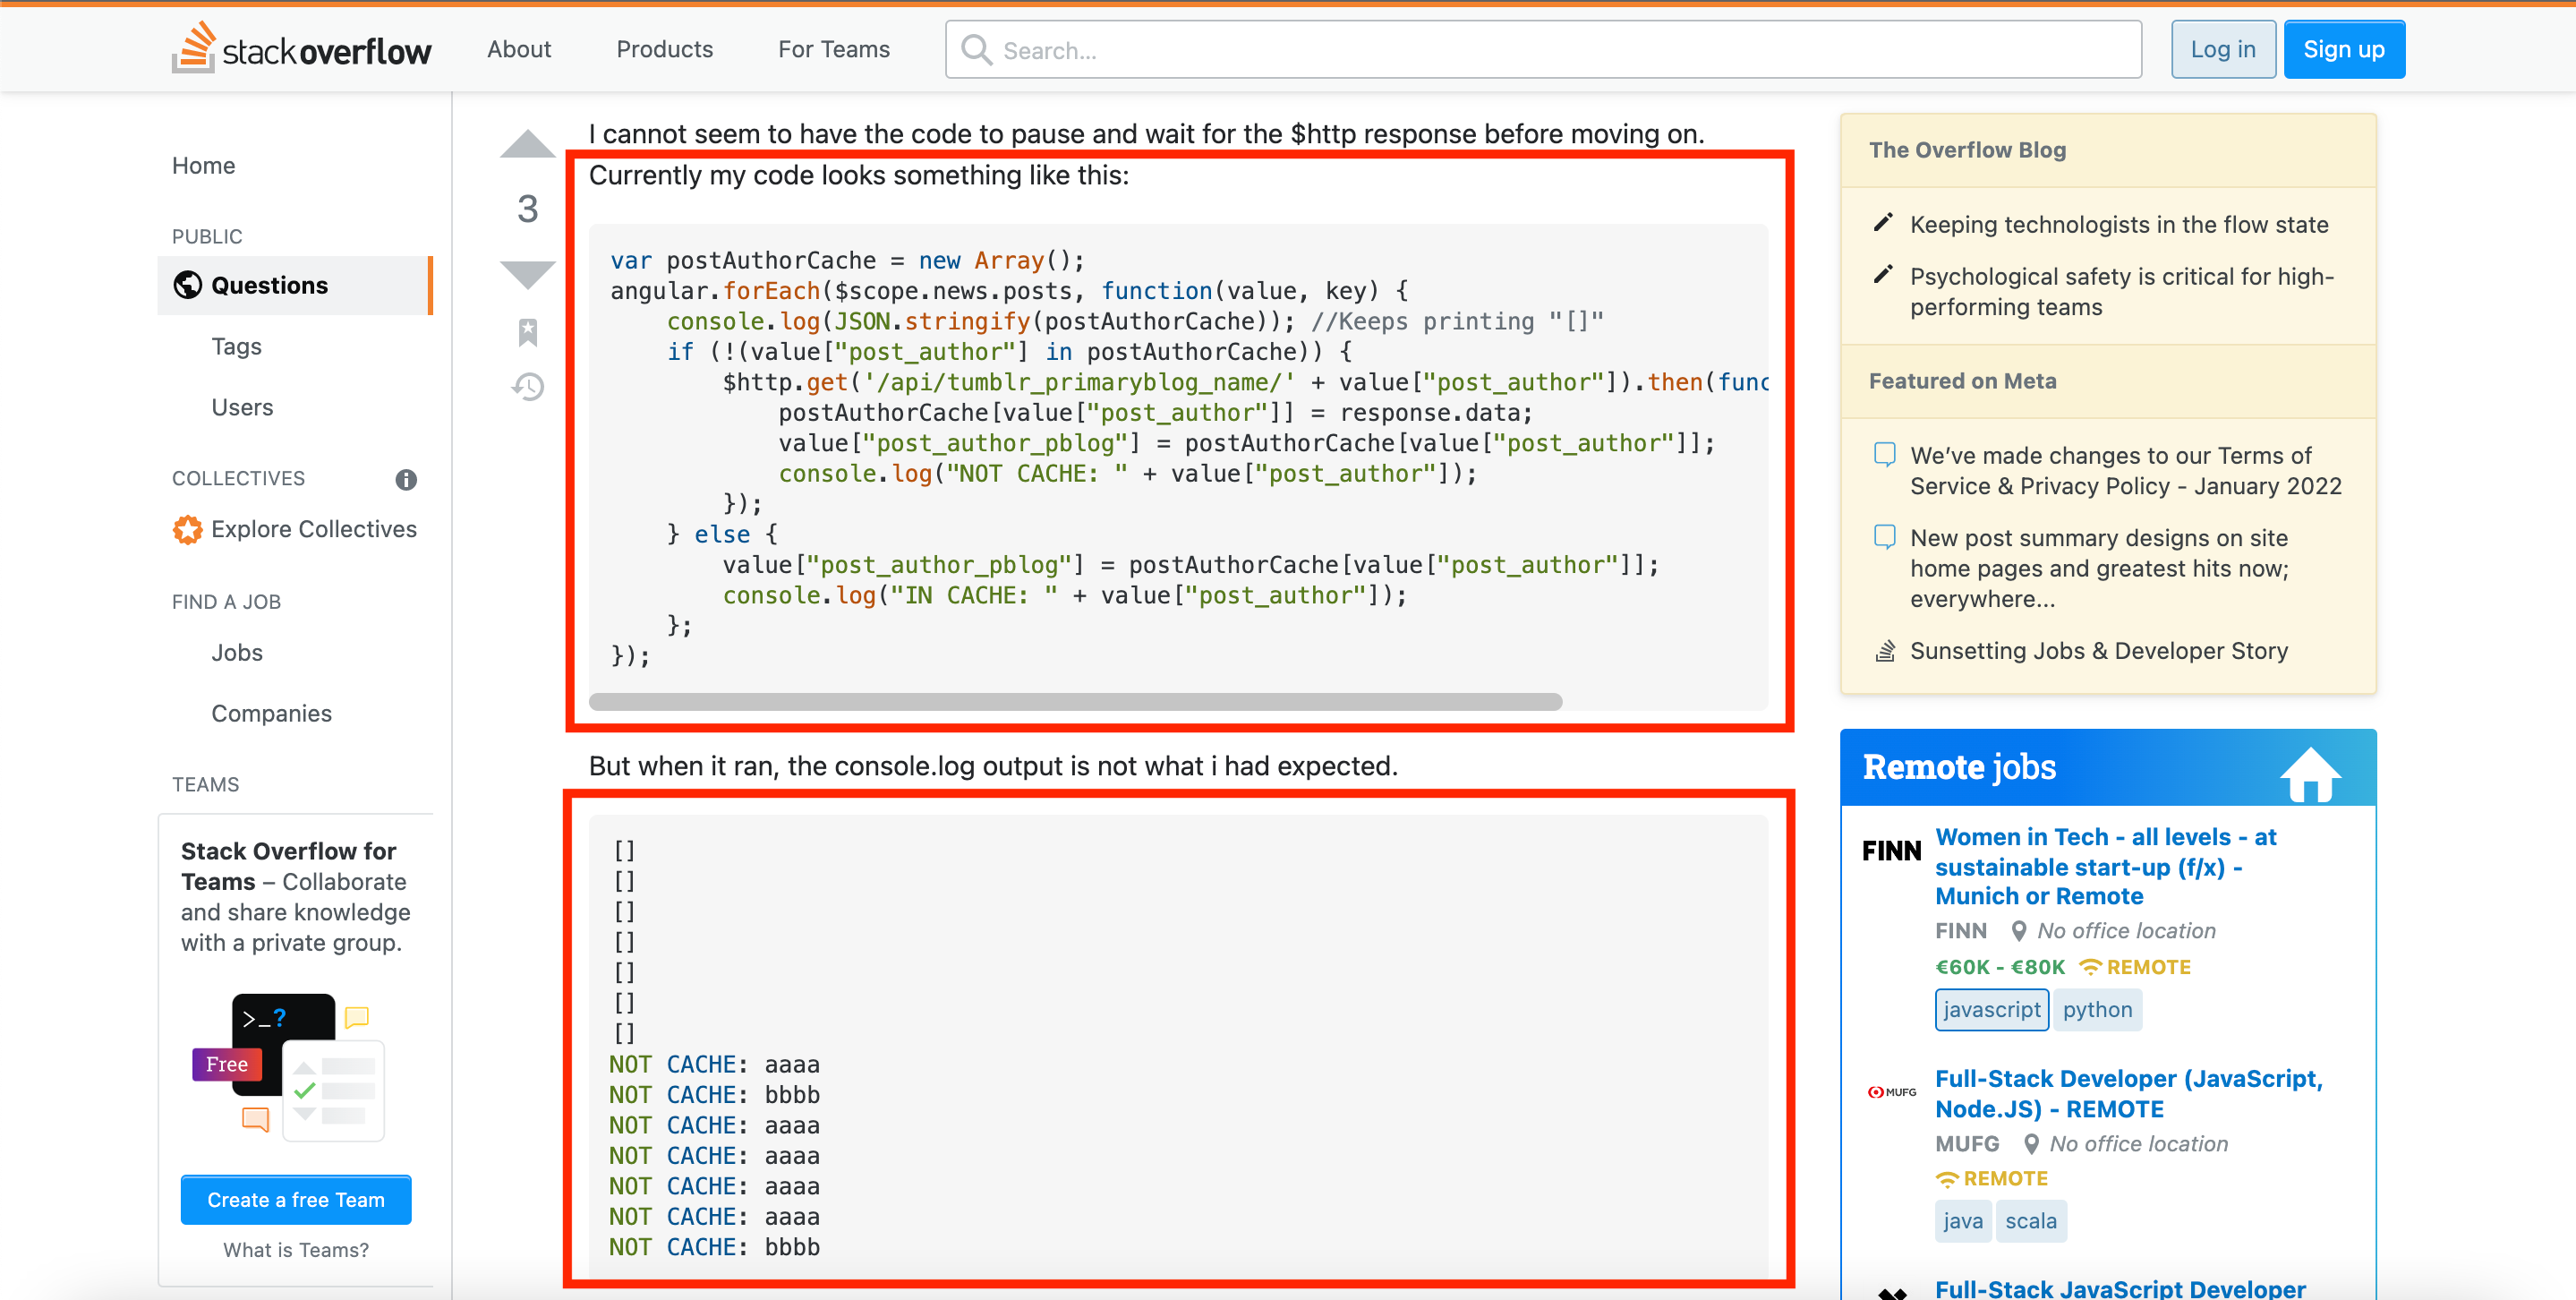 stack overflow
About
Products
For Teams
Search...
Log in
Sign up
Home
PUBLIC
Questions
Tags
Users
COLLECTIVES
Explore Collectives
FIND A JOB
Jobs
Companies
TEAMS
Stack Overflow for
Teams – Collaborate
and share knowledge
with a private group.
>_?
Free
Create a free Team
What is Teams?
3
I cannot seem to have the code to pause and wait for the $http response before moving on.
Currently my code looks something like this:
var postAuthorCache = new Array();
angular.forEach($scope.news.posts, function(value, key) {
    console.log(JSON.stringify(postAuthorCache)); //Keeps printing "[]"
    if (!(value["post_author"] in postAuthorCache)) {
        $http.get('/api/tumblr_primaryblog_name/' + value["post_author"]).then(func
            postAuthorCache[value["post_author"]] = response.data;
            value["post_author_pblog"] = postAuthorCache[value["post_author"]];
            console.log("NOT CACHE: " + value["post_author"]);
        });
    } else {
        value["post_author_pblog"] = postAuthorCache[value["post_author"]];
        console.log("IN CACHE: " + value["post_author"]);
    };
});
But when it ran, the console.log output is not what i had expected.
[]
[]
[]
[]
[]
[]
[]
NOT CACHE: aaaa
NOT CACHE: bbbb
NOT CACHE: aaaa
NOT CACHE: aaaa
NOT CACHE: aaaa
NOT CACHE: aaaa
NOT CACHE: bbbb
The Overflow Blog
Keeping technologists in the flow state
Psychological safety is critical for high-
performing teams
Featured on Meta
We’ve made changes to our Terms of
Service & Privacy Policy - January 2022
New post summary designs on site
home pages and greatest hits now;
everywhere...
Sunsetting Jobs & Developer Story
Remote jobs
FINN
Women in Tech - all levels - at
sustainable start-up (f/x) -
Munich or Remote
FINN
No office location
€60K - €80K
REMOTE
javascript
python
MUFG
Full-Stack Developer (JavaScript,
Node.JS) - REMOTE
MUFG
No office location
REMOTE
java
scala
Full-Stack JavaScript Developer